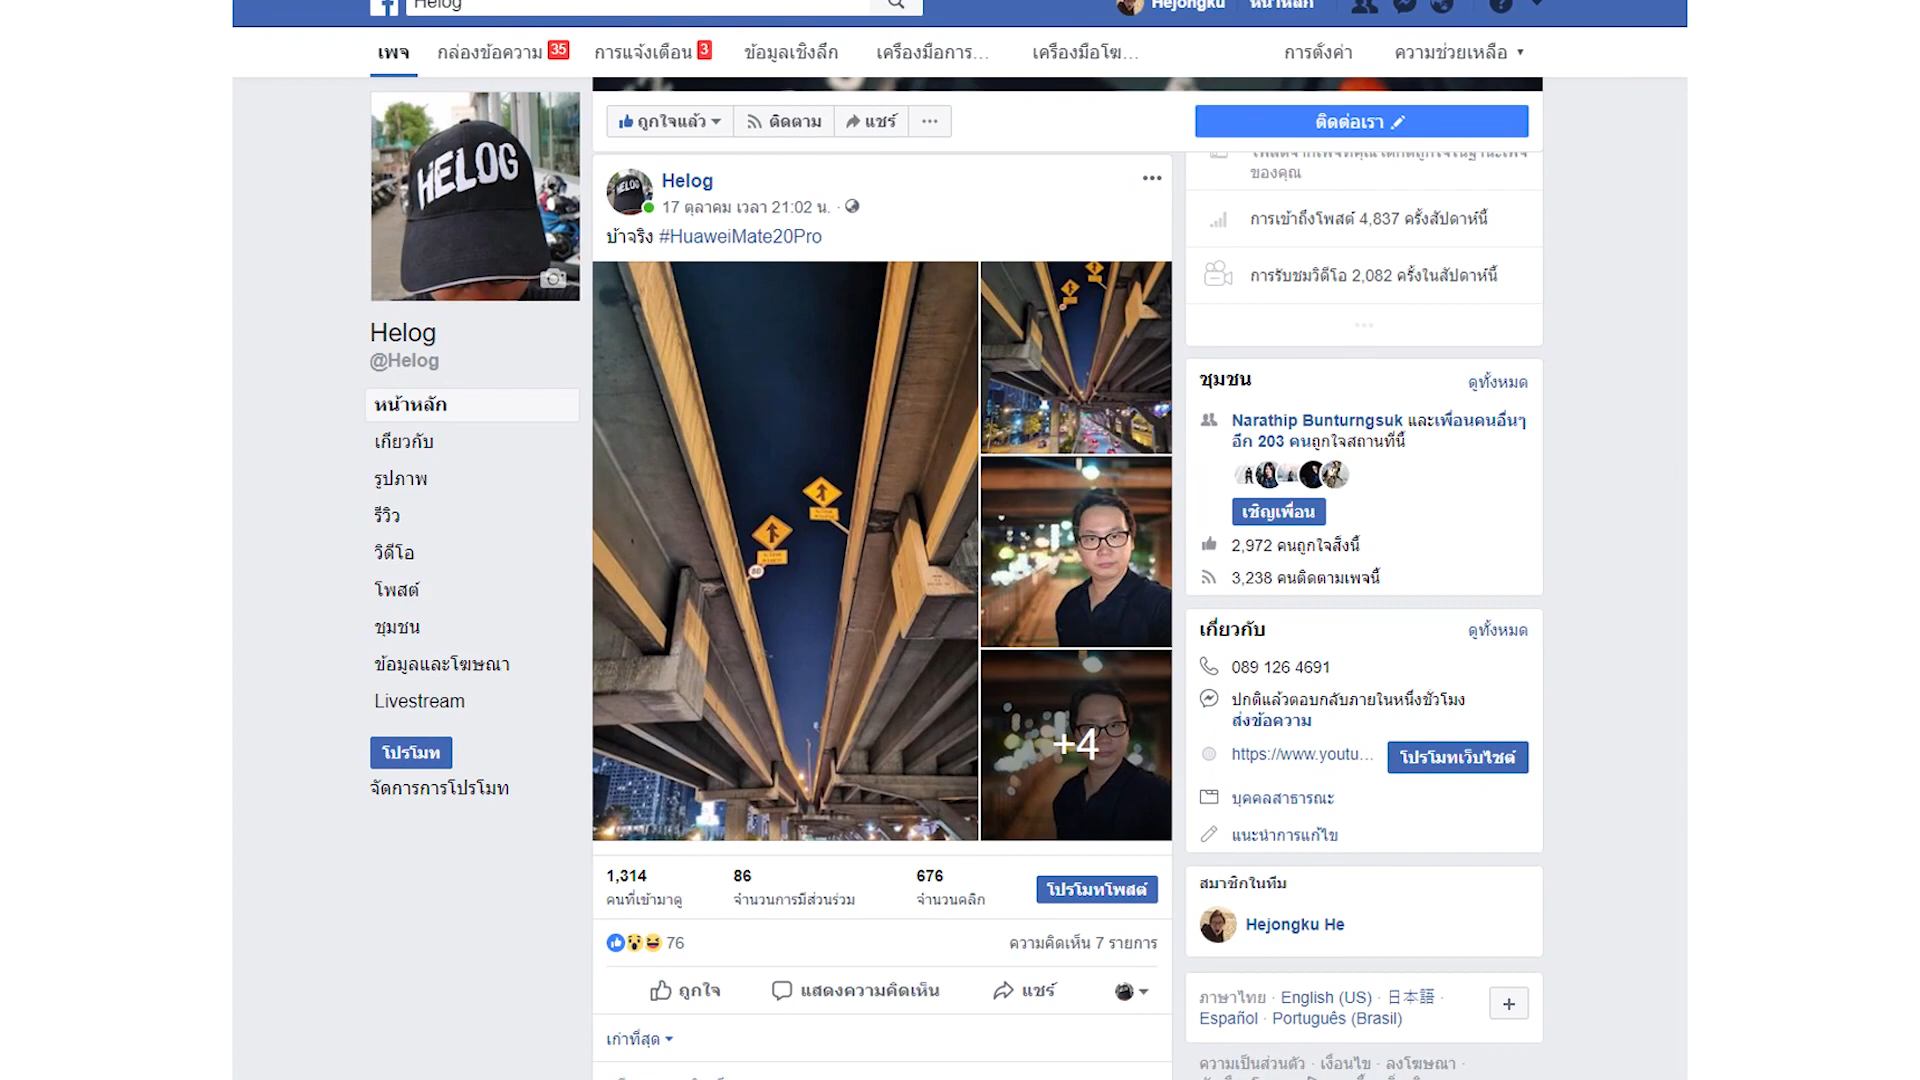 Helog
Hejongku
หน้าหลัก
เพจ
กล่องข้อความ 35
การแจ้งเตือน 3
ข้อมูลเชิงลึก
เครื่องมือการ...
เครื่องมือโฆ...
การตั้งค่า
ความช่วยเหลือ
HELOG
Helog
@Helog
หน้าหลัก
เกี่ยวกับ
รูปภาพ
รีวิว
วิดีโอ
โพสต์
ชุมชน
ข้อมูลและโฆษณา
Livestream
โปรโมท
จัดการการโปรโมท
ถูกใจแล้ว
ติดตาม
แชร์
ติดต่อเรา
Helog
17 ตุลาคม เวลา 21:02 น. ·
บ้าจริง #HuaweiMate20Pro
+4
1,314
คนที่เข้ามาดู
86
จำนวนการมีส่วนร่วม
676
จำนวนคลิก
โปรโมทโพสต์
76
ความคิดเห็น 7 รายการ
ถูกใจ
แสดงความคิดเห็น
แชร์
เก่าที่สุด
ของคุณ
การเข้าถึงโพสต์ 4,837 ครั้งสัปดาห์นี้
การรับชมวิดีโอ 2,082 ครั้งในสัปดาห์นี้
ชุมชน
ดูทั้งหมด
Narathip Bunturngsuk และเพื่อนคนอื่นๆ
อีก 203 คนถูกใจสถานที่นี้
เชิญเพื่อน
2,972 คนถูกใจสิ่งนี้
3,238 คนติดตามเพจนี้
เกี่ยวกับ
ดูทั้งหมด
089 126 4691
ปกติแล้วตอบกลับภายในหนึ่งชั่วโมง
ส่งข้อความ
https://www.youtu...
โปรโมทเว็บไซต์
บุคคลสาธารณะ
แนะนำการแก้ไข
สมาชิกในทีม
Hejongku He
ภาษาไทย · English (US) · 日本語 ·
Español · Português (Brasil)
ความเป็นส่วนตัว · เงื่อนไข · ลงโฆษณา ·